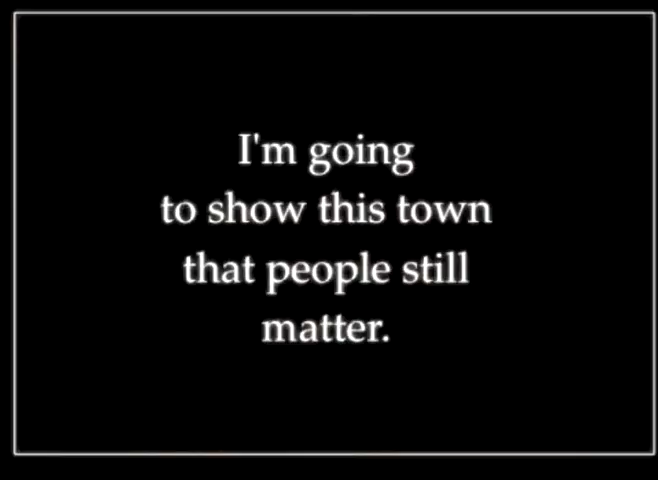 I'm going
to show this town
that people still
matter.